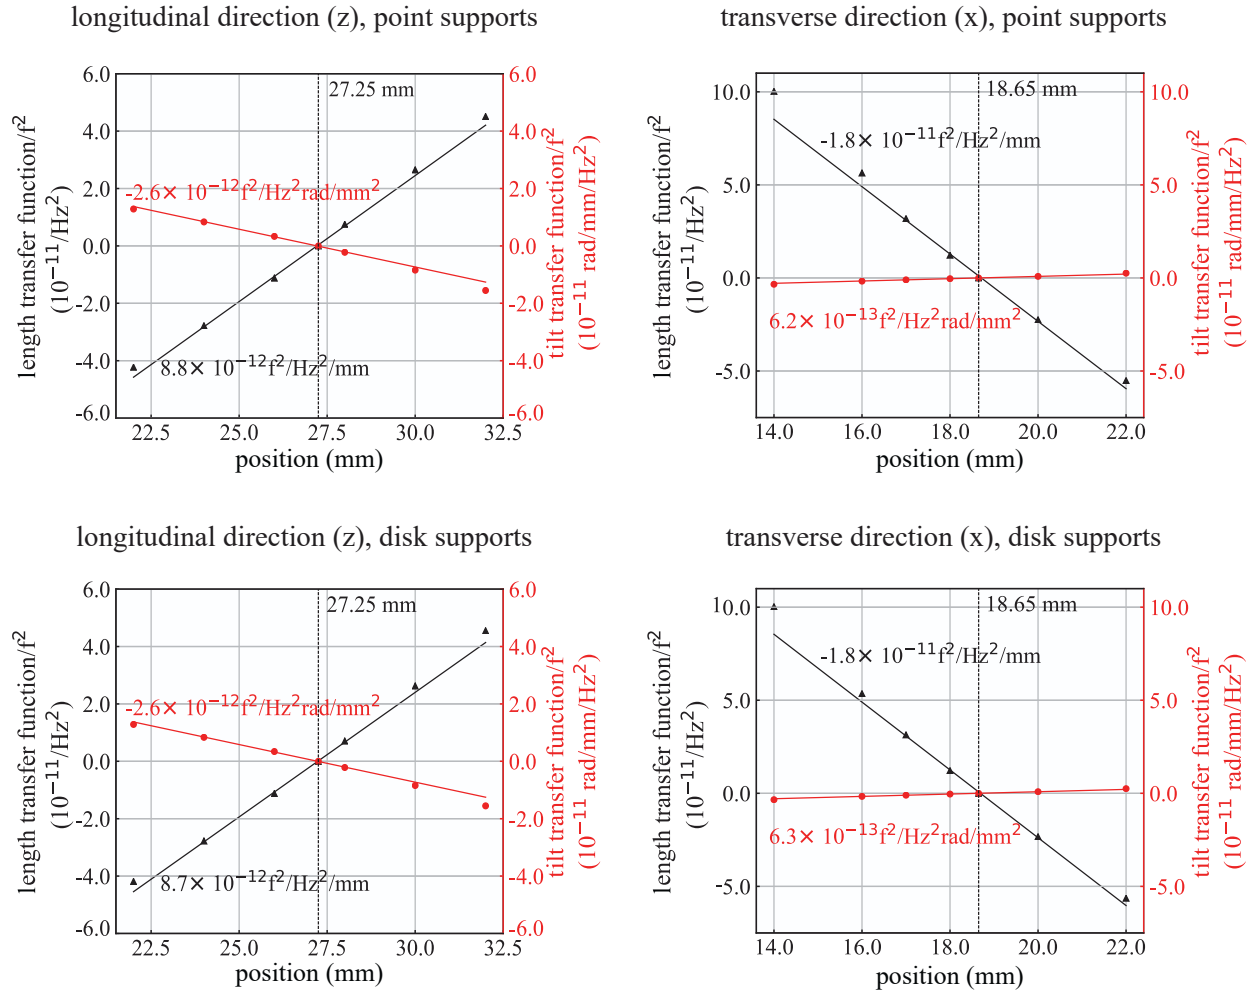 longitudinal direction (z), point supports
6.0
4.0
2.0
0.0
-2.0
-4.0
-6.0
length transfer function/f²
(10⁻¹¹/Hz²)
27.25 mm
-2.6× 10⁻¹²f²/Hz²rad/mm²
8.8× 10⁻¹²f²/Hz²/mm
6.0
4.0
2.0
0.0
-2.0
-4.0
-6.0
tilt transfer function/f²
(10⁻¹¹ rad/mm/Hz²)
22.5
25.0
27.5
30.0
32.5
position (mm)
transverse direction (x), point supports
10.0
5.0
0.0
-5.0
length transfer function/f²
(10⁻¹¹/Hz²)
18.65 mm
-1.8× 10⁻¹¹f²/Hz²/mm
6.2× 10⁻¹³f²/Hz²rad/mm²
10.0
5.0
0.0
-5.0
tilt transfer function/f²
(10⁻¹¹ rad/mm/Hz²)
14.0
16.0
18.0
20.0
22.0
position (mm)
longitudinal direction (z), disk supports
6.0
4.0
2.0
0.0
-2.0
-4.0
-6.0
length transfer function/f²
(10⁻¹¹/Hz²)
27.25 mm
-2.6× 10⁻¹²f²/Hz²rad/mm²
8.7× 10⁻¹²f²/Hz²/mm
6.0
4.0
2.0
0.0
-2.0
-4.0
-6.0
tilt transfer function/f²
(10⁻¹¹ rad/mm/Hz²)
22.5
25.0
27.5
30.0
32.5
position (mm)
transverse direction (x), disk supports
10.0
5.0
0.0
-5.0
length transfer function/f²
(10⁻¹¹/Hz²)
18.65 mm
-1.8× 10⁻¹¹f²/Hz²/mm
6.3× 10⁻¹³f²/Hz²rad/mm²
10.0
5.0
0.0
-5.0
tilt transfer function/f²
(10⁻¹¹ rad/mm/Hz²)
14.0
16.0
18.0
20.0
22.0
position (mm)